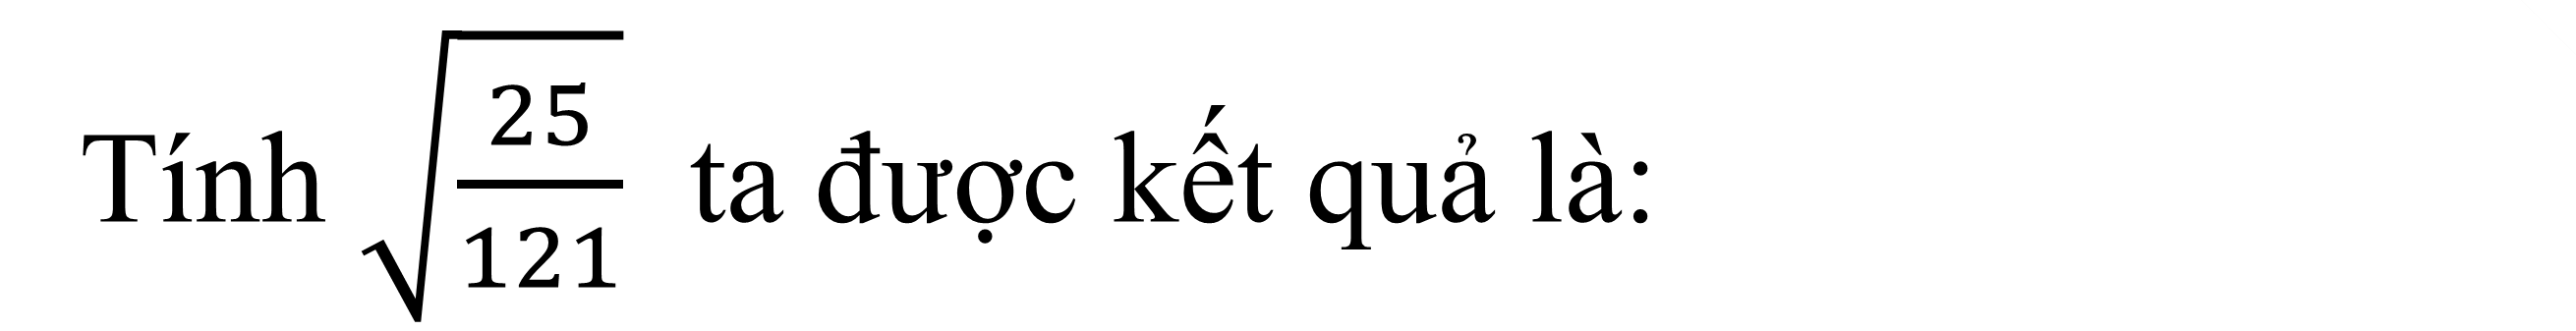 Tính √(25/121) ta được kết quả là: